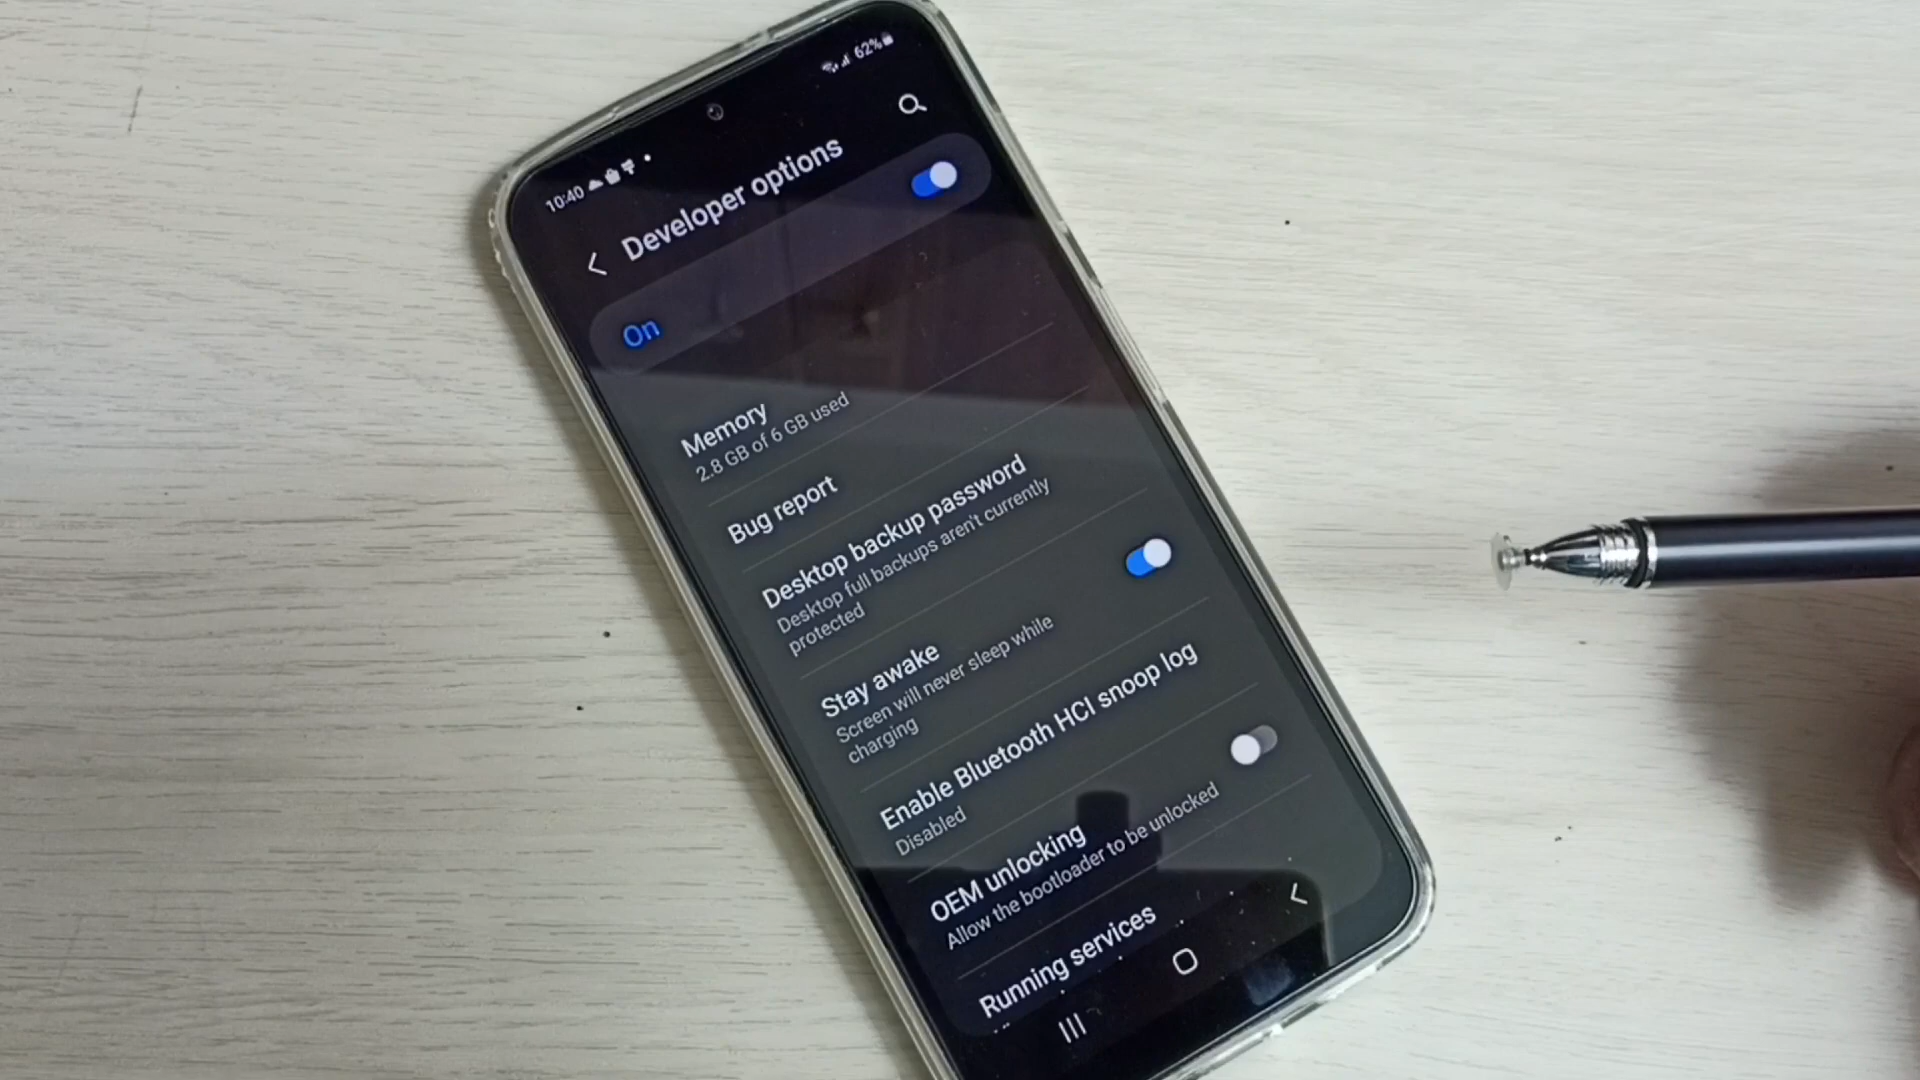 10:40
62%
Developer options
On
Memory
2.8 GB of 6 GB used
Bug report
Desktop backup password
Desktop full backups aren't currently
protected
Stay awake
Screen will never sleep while
charging
Enable Bluetooth HCI snoop log
Disabled
OEM unlocking
Allow the bootloader to be unlocked
Running services